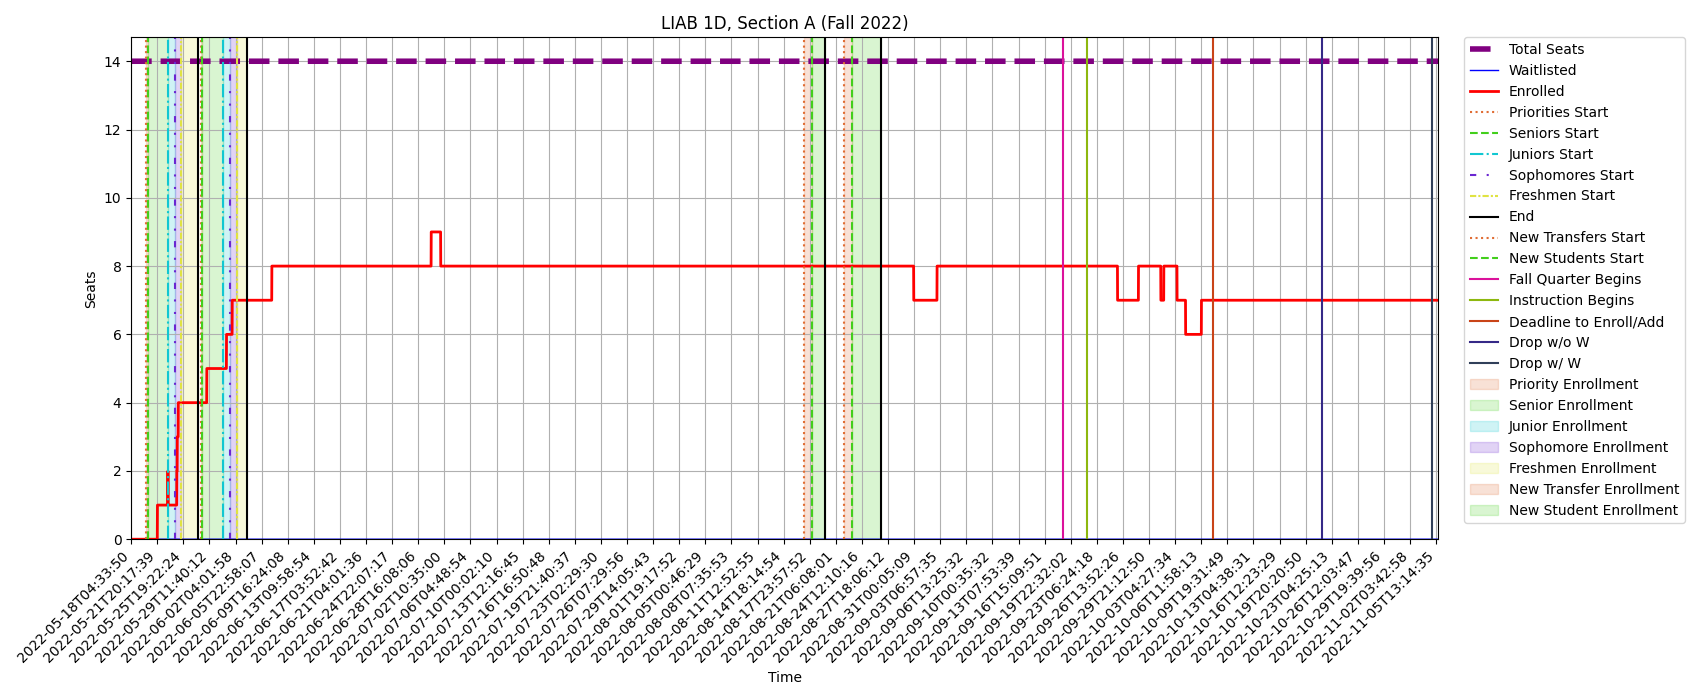 LIAB 1D, Section A (Fall 2022)
Seats
14
12
10
8
6
4
2
0
2022-05-18T04:33:50
2022-05-21T20:17:39
2022-05-25T19:22:24
2022-05-29T11:40:12
2022-06-02T04:01:58
2022-06-05T22:58:07
2022-06-09T16:24:08
2022-06-13T09:58:54
2022-06-17T03:52:42
2022-06-21T04:01:36
2022-06-24T22:07:17
2022-06-28T16:08:06
2022-07-02T10:35:00
2022-07-06T04:48:54
2022-07-10T00:02:10
2022-07-13T12:16:45
2022-07-16T16:50:48
2022-07-19T21:40:37
2022-07-23T02:29:30
2022-07-26T07:29:56
2022-07-29T14:05:43
2022-08-01T19:17:52
2022-08-05T00:46:29
2022-08-08T07:35:53
2022-08-11T12:52:55
2022-08-14T18:14:54
2022-08-17T23:57:52
2022-08-21T06:08:01
2022-08-24T12:10:16
2022-08-27T18:06:12
2022-08-31T00:05:09
2022-09-03T06:57:35
2022-09-06T13:25:32
2022-09-10T00:35:32
2022-09-13T07:53:39
2022-09-16T15:09:51
2022-09-19T22:32:02
2022-09-23T06:24:18
2022-09-26T13:52:26
2022-09-29T21:12:50
2022-10-03T04:27:34
2022-10-06T11:58:13
2022-10-09T19:31:49
2022-10-13T04:38:31
2022-10-16T12:23:29
2022-10-19T20:20:50
2022-10-23T04:25:13
2022-10-26T12:03:47
2022-10-29T19:39:56
2022-11-02T03:42:58
2022-11-05T13:14:35
Time
Total Seats
Waitlisted
Enrolled
Priorities Start
Seniors Start
Juniors Start
Sophomores Start
Freshmen Start
End
New Transfers Start
New Students Start
Fall Quarter Begins
Instruction Begins
Deadline to Enroll/Add
Drop w/o W
Drop w/ W
Priority Enrollment
Senior Enrollment
Junior Enrollment
Sophomore Enrollment
Freshmen Enrollment
New Transfer Enrollment
New Student Enrollment